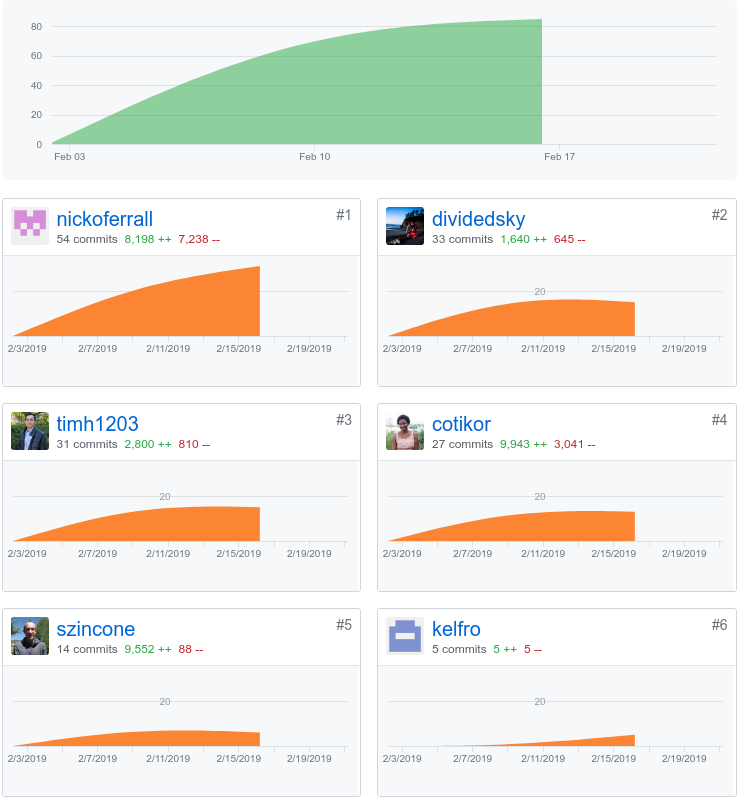 80
60
40
20
0
Feb 03 Feb 10 Feb 17
nickoferrall #1
54 commits 8,198 ++ 7,238 --
2/3/2019 2/7/2019 2/11/2019 2/15/2019 2/19/2019
dividedsky #2
33 commits 1,640 ++ 645 --
20
2/3/2019 2/7/2019 2/11/2019 2/15/2019 2/19/2019
timh1203 #3
31 commits 2,800 ++ 810 --
20
2/3/2019 2/7/2019 2/11/2019 2/15/2019 2/19/2019
cotikor #4
27 commits 9,943 ++ 3,041 --
20
2/3/2019 2/7/2019 2/11/2019 2/15/2019 2/19/2019
szincone #5
14 commits 9,552 ++ 88 --
20
2/3/2019 2/7/2019 2/11/2019 2/15/2019 2/19/2019
kelfro #6
5 commits 5 ++ 5 --
20
2/3/2019 2/7/2019 2/11/2019 2/15/2019 2/19/2019